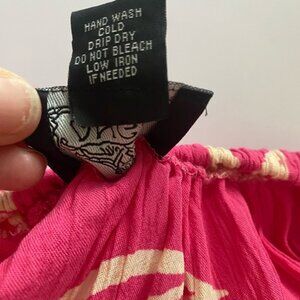 HAND WASH
COLD
DRIP DRY
DO NOT BLEACH
LOW IRON
IF NEEDED